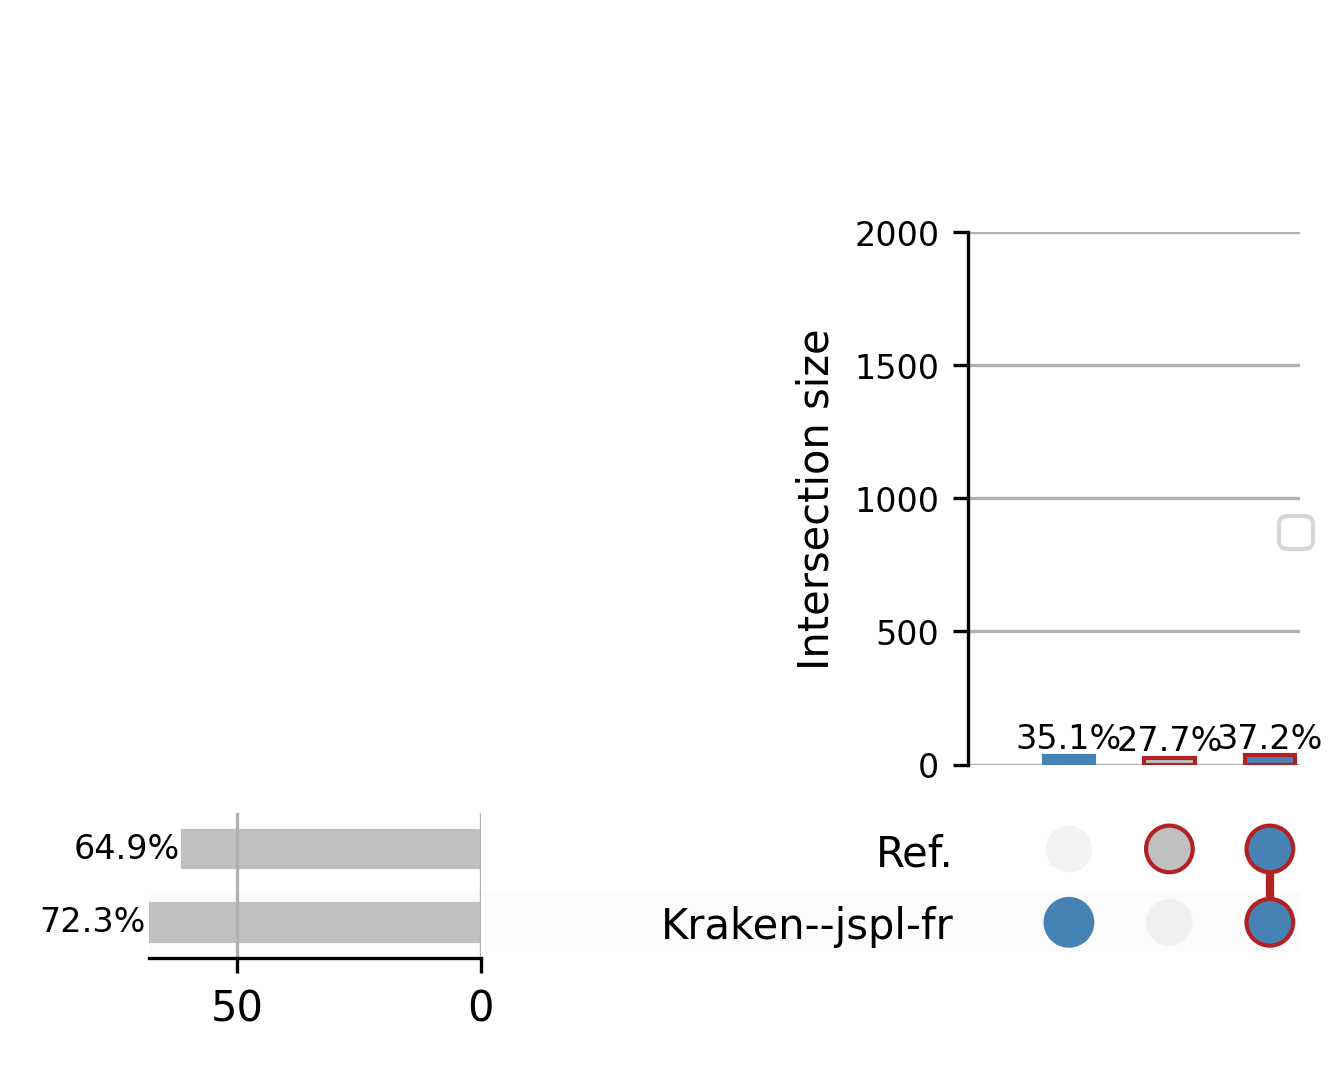 2000
1500
1000
500
0
Intersection size
35.1% 27.7% 37.2%
64.9%
Ref.
72.3%
Kraken--jspl-fr
50 0